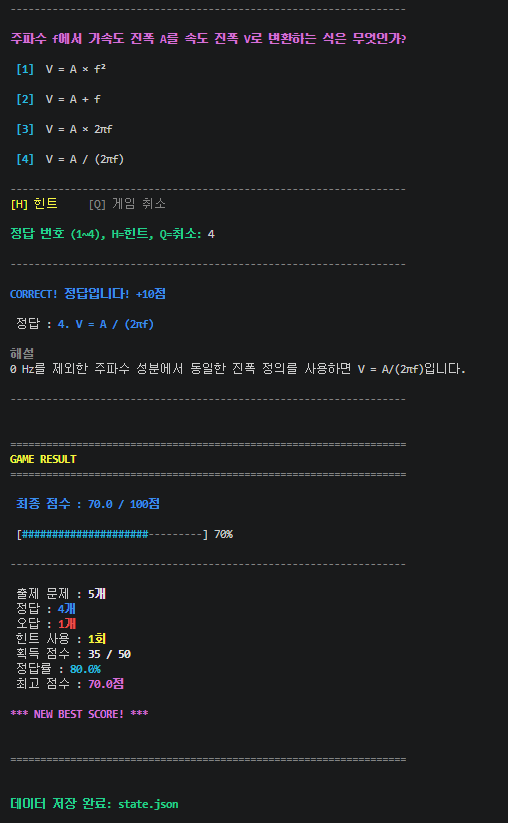 ------------------------------------------------------------------
주파수 f에서 가속도 진폭 A를 속도 진폭 V로 변환하는 식은 무엇인가?
[1] V = A × f²
[2] V = A + f
[3] V = A × 2πf
[4] V = A / (2πf)
------------------------------------------------------------------
[H] 힌트 [Q] 게임 취소
정답 번호 (1~4), H=힌트, Q=취소: 4
------------------------------------------------------------------
CORRECT! 정답입니다! +10점
정답 : 4. V = A / (2πf)
해설
0 Hz를 제외한 주파수 성분에서 동일한 진폭 정의를 사용하면 V = A/(2πf)입니다.
------------------------------------------------------------------
==================================================================
GAME RESULT
==================================================================
최종 점수 : 70.0 / 100점
[#####################---------] 70%
------------------------------------------------------------------
출제 문제 : 5개
정답 : 4개
오답 : 1개
힌트 사용 : 1회
획득 점수 : 35 / 50
정답률 : 80.0%
최고 점수 : 70.0점
*** NEW BEST SCORE! ***
==================================================================
데이터 저장 완료: state.json